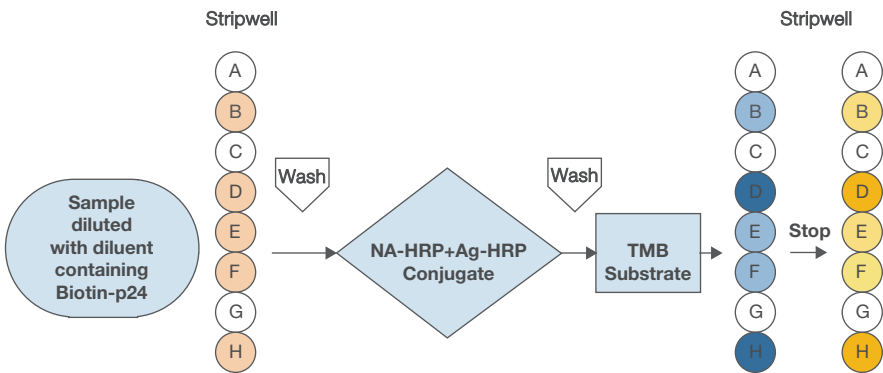 Stripwell
Stripwell
A
B
C
D
E
F
G
H
Sample
diluted
with diluent
containing
Biotin-p24
Wash
NA-HRP+Ag-HRP
Conjugate
Wash
TMB
Substrate
A
B
C
D
E
F
G
H
Stop
A
B
C
D
E
F
G
H